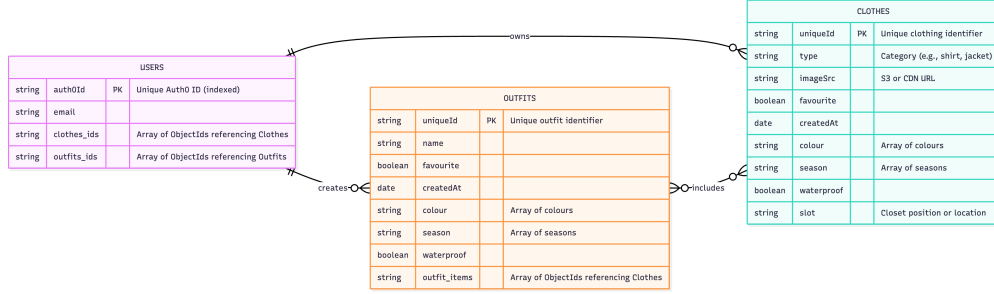 USERS
string auth0Id PK Unique Auth0 ID (indexed)
string email
string clothes_ids Array of ObjectIds referencing Clothes
string outfits_ids Array of ObjectIds referencing Outfits
owns
creates
OUTFITS
string uniqueId PK Unique outfit identifier
string name
boolean favourite
date createdAt
string colour Array of colours
string season Array of seasons
boolean waterproof
string outfit_items Array of ObjectIds referencing Clothes
includes
CLOTHES
string uniqueId PK Unique clothing identifier
string type Category (e.g., shirt, jacket)
string imageSrc S3 or CDN URL
boolean favourite
date createdAt
string colour Array of colours
string season Array of seasons
boolean waterproof
string slot Closet position or location